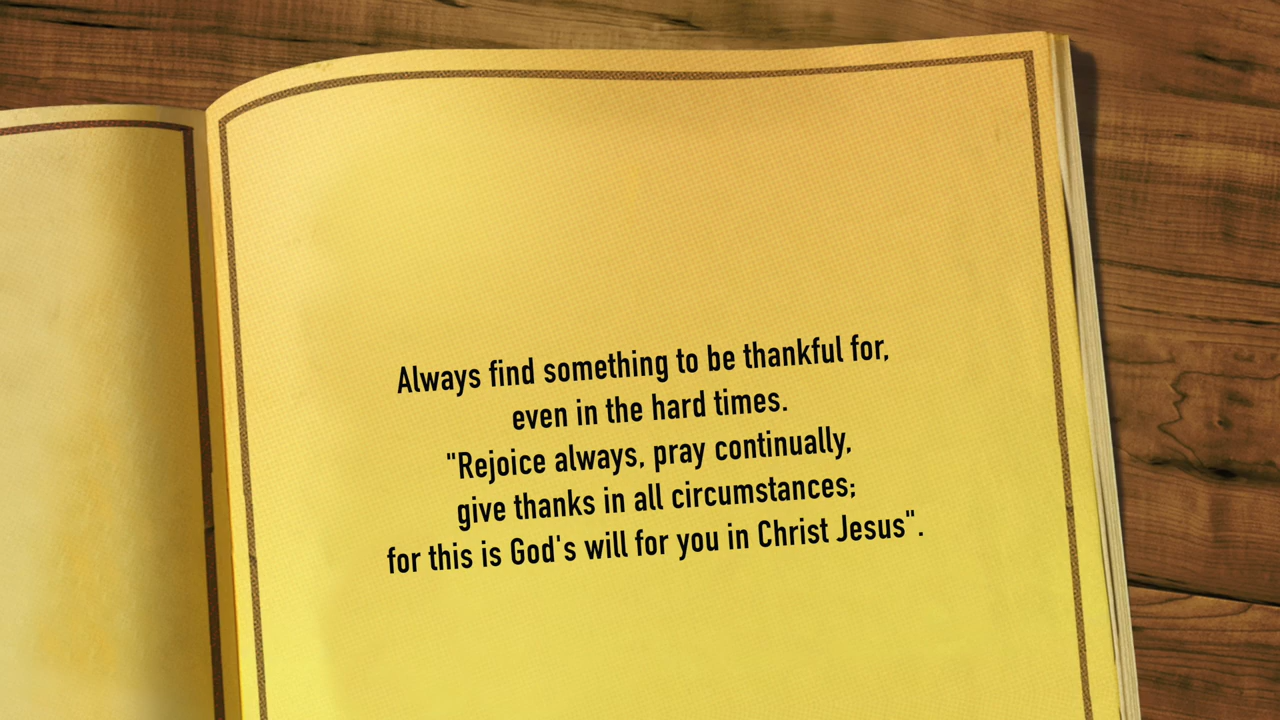 Always find something to be thankful for,
even in the hard times.
"Rejoice always, pray continually,
give thanks in all circumstances;
for this is God's will for you in Christ Jesus".